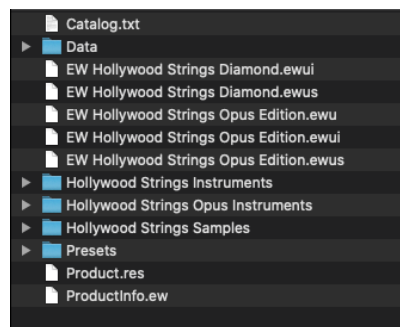 Catalog.txt
Data
EW Hollywood Strings Diamond.ewui
EW Hollywood Strings Diamond.ewus
EW Hollywood Strings Opus Edition.ewu
EW Hollywood Strings Opus Edition.ewui
EW Hollywood Strings Opus Edition.ewus
Hollywood Strings Instruments
Hollywood Strings Opus Instruments
Hollywood Strings Samples
Presets
Product.res
ProductInfo.ew